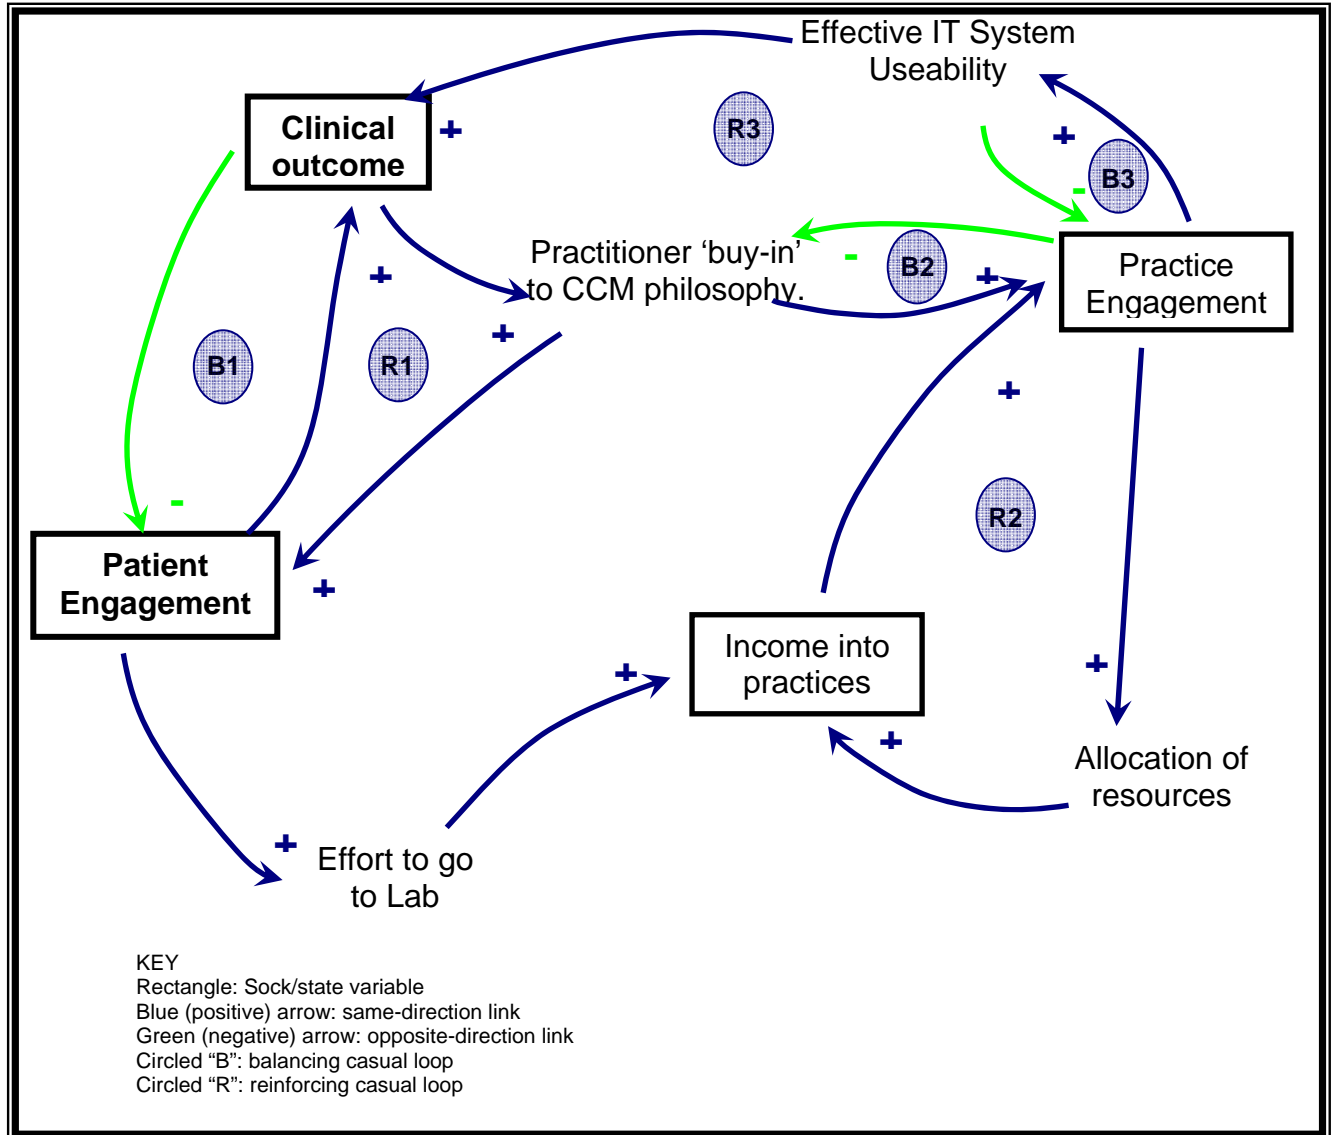 Effective IT System
Useability
Clinical
outcome
+
R3
+
B3
-
Practitioner ‘buy-in’
to CCM philosophy.
-
B2
+
Practice
Engagement
+
+
B1
R1
+
R2
-
Patient
Engagement
+
Income into
practices
+
+
+
Allocation of
resources
+
Effort to go
to Lab
KEY
Rectangle: Sock/state variable
Blue (positive) arrow: same-direction link
Green (negative) arrow: opposite-direction link
Circled “B”: balancing casual loop
Circled “R”: reinforcing casual loop